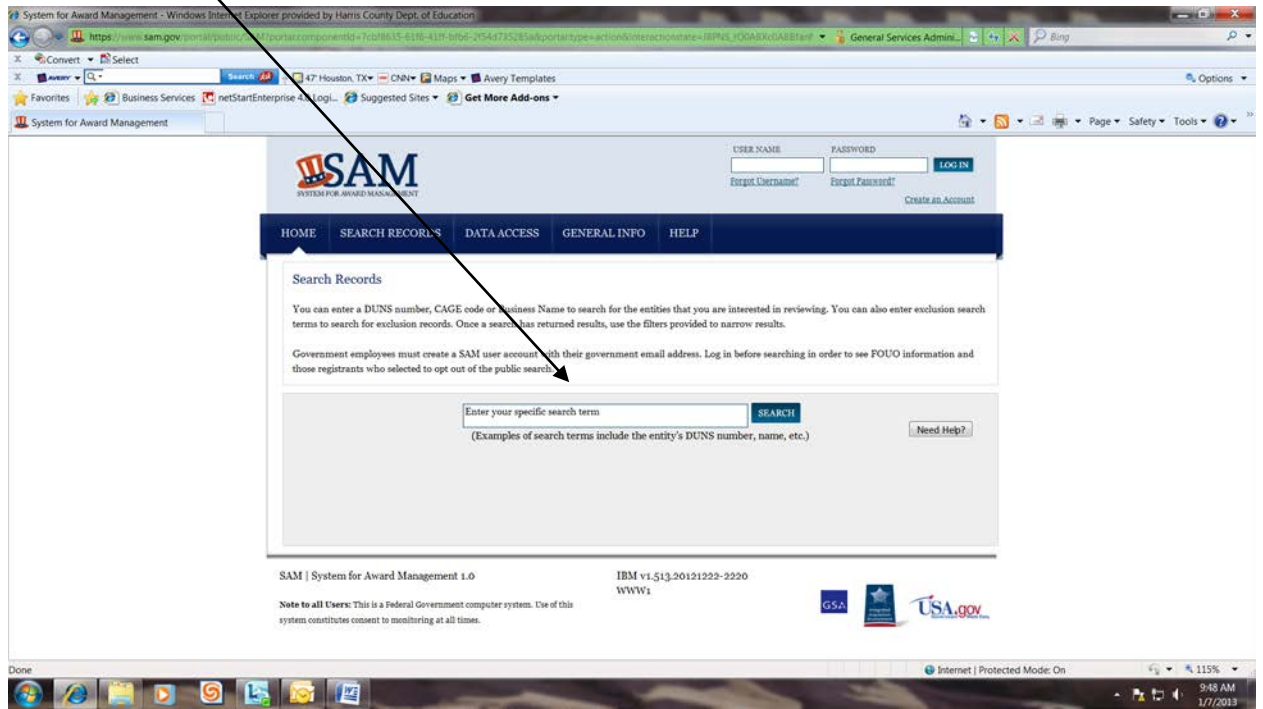 System for Award Management - Windows Internet Explorer provided by Harris County Dept. of Education
https://www.sam.gov/portal/public/SAM?portal:componentId= General Services Admini... Bing
x Convert Select
x AVERY Search 47° Houston, TX CNN Maps Avery Templates Options
Favorites Business Services netStartEnterprise 4.0 Logi... Suggested Sites Get More Add-ons
System for Award Management Page Safety Tools
SAM
SYSTEM FOR AWARD MANAGEMENT
USER NAME PASSWORD
LOG IN
Forgot Username? Forgot Password?
Create an Account
HOME SEARCH RECORDS DATA ACCESS GENERAL INFO HELP
Search Records
You can enter a DUNS number, CAGE code or Business Name to search for the entities that you are interested in reviewing. You can also enter exclusion search
terms to search for exclusion records. Once a search has returned results, use the filters provided to narrow results.
Government employees must create a SAM user account with their government email address. Log in before searching in order to see FOUO information and
those registrants who selected to opt out of the public search.
Enter your specific search term SEARCH
(Examples of search terms include the entity's DUNS number, name, etc.)
Need Help?
SAM | System for Award Management 1.0
IBM v1.513.20121222-2220
WWW1
Note to all Users: This is a Federal Government computer system. Use of this
system constitutes consent to monitoring at all times.
GSA
USA.gov
Done Internet | Protected Mode: On 115%
9:48 AM
1/7/2013